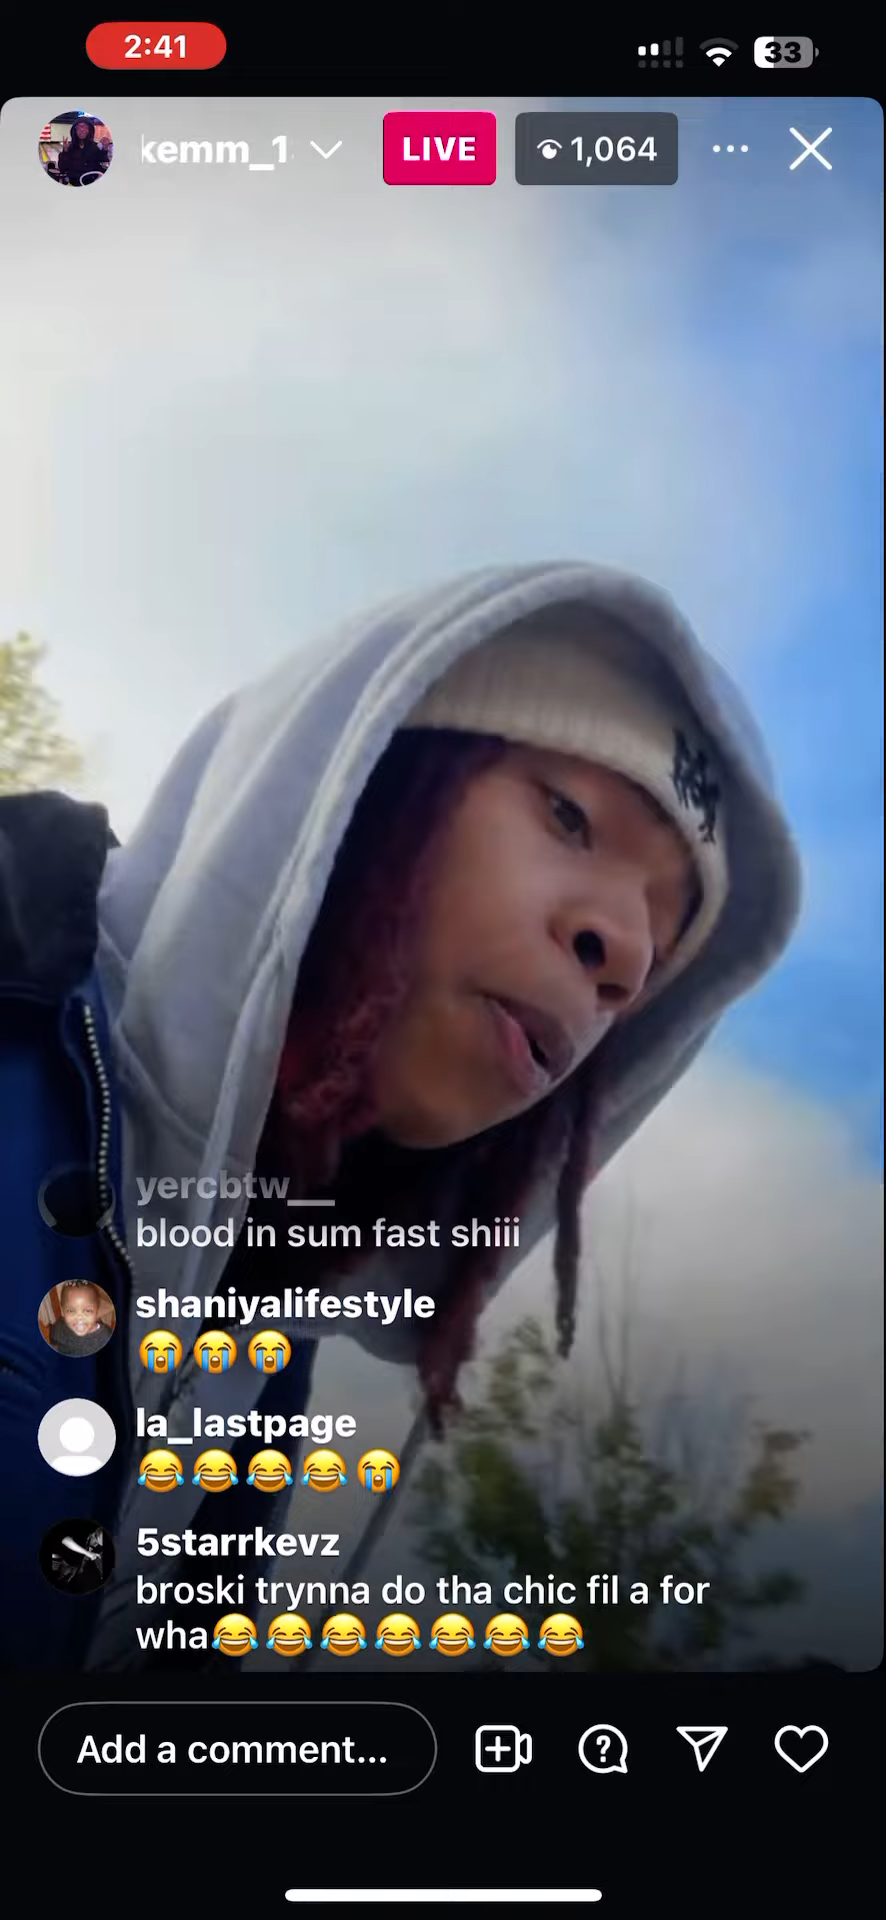 2:41
33
kemm_1
LIVE
1,064
yercbtw__
blood in sum fast shiii
shaniyalifestyle
😭😭😭
la_lastpage
😂😂😂😂😭
5starrkevz
broski trynna do tha chic fil a for
wha😂😂😂😂😂😂😂
Add a comment...